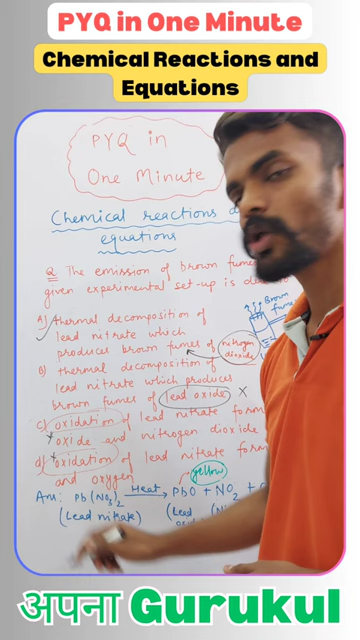 PYQ in One Minute
Chemical Reactions and
Equations
PYQ in
One Minute
Chemical reactions
equations
Q The emission of brown
given experimental set-up is
Brown
fumes
A) thermal decomposition of
lead nitrate which
produces brown fumes of nitrogen
dioxide
B) thermal decomposition of
lead nitrate which produces
brown fumes of lead oxide ×
c) oxidation of lead nitrate form
× oxide and nitrogen dioxide
d) × oxidation of lead nitrate form
and oxygen
yellow
Ans: Pb(NO3)2 Heat → PbO + NO2 +
(Lead nitrate) (Lead
अपना Gurukul